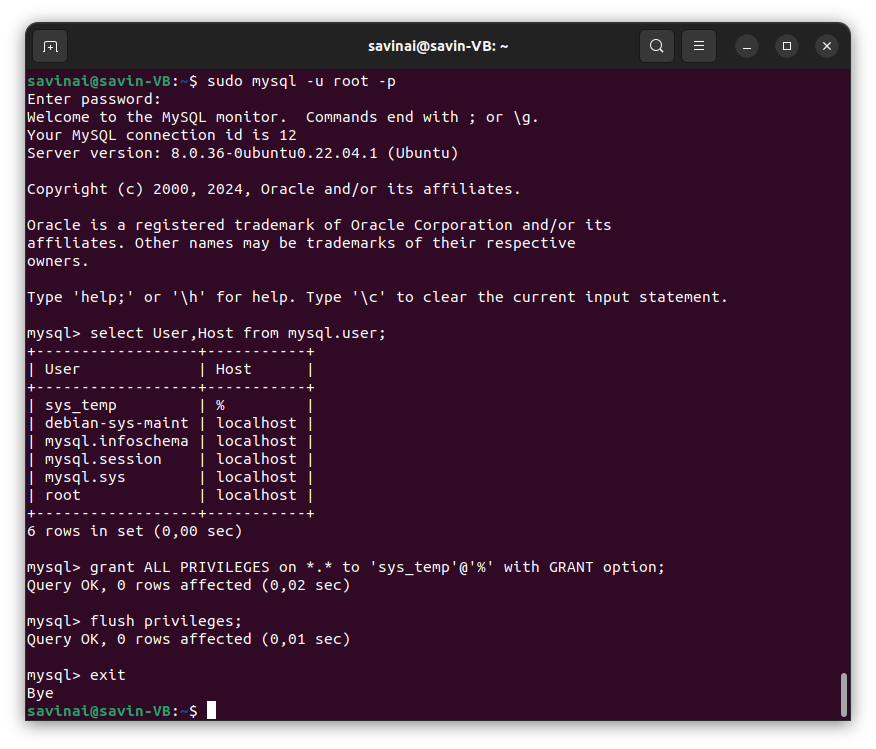 savinai@savin-VB: ~
savinai@savin-VB:~$ sudo mysql -u root -p
Enter password:
Welcome to the MySQL monitor.  Commands end with ; or \g.
Your MySQL connection id is 12
Server version: 8.0.36-0ubuntu0.22.04.1 (Ubuntu)

Copyright (c) 2000, 2024, Oracle and/or its affiliates.

Oracle is a registered trademark of Oracle Corporation and/or its
affiliates. Other names may be trademarks of their respective
owners.

Type 'help;' or '\h' for help. Type '\c' to clear the current input statement.

mysql> select User,Host from mysql.user;
+------------------+-----------+
| User             | Host      |
+------------------+-----------+
| sys_temp         | %         |
| debian-sys-maint | localhost |
| mysql.infoschema | localhost |
| mysql.session    | localhost |
| mysql.sys        | localhost |
| root             | localhost |
+------------------+-----------+
6 rows in set (0,00 sec)

mysql> grant ALL PRIVILEGES on *.* to 'sys_temp'@'%' with GRANT option;
Query OK, 0 rows affected (0,02 sec)

mysql> flush privileges;
Query OK, 0 rows affected (0,01 sec)

mysql> exit
Bye
savinai@savin-VB:~$